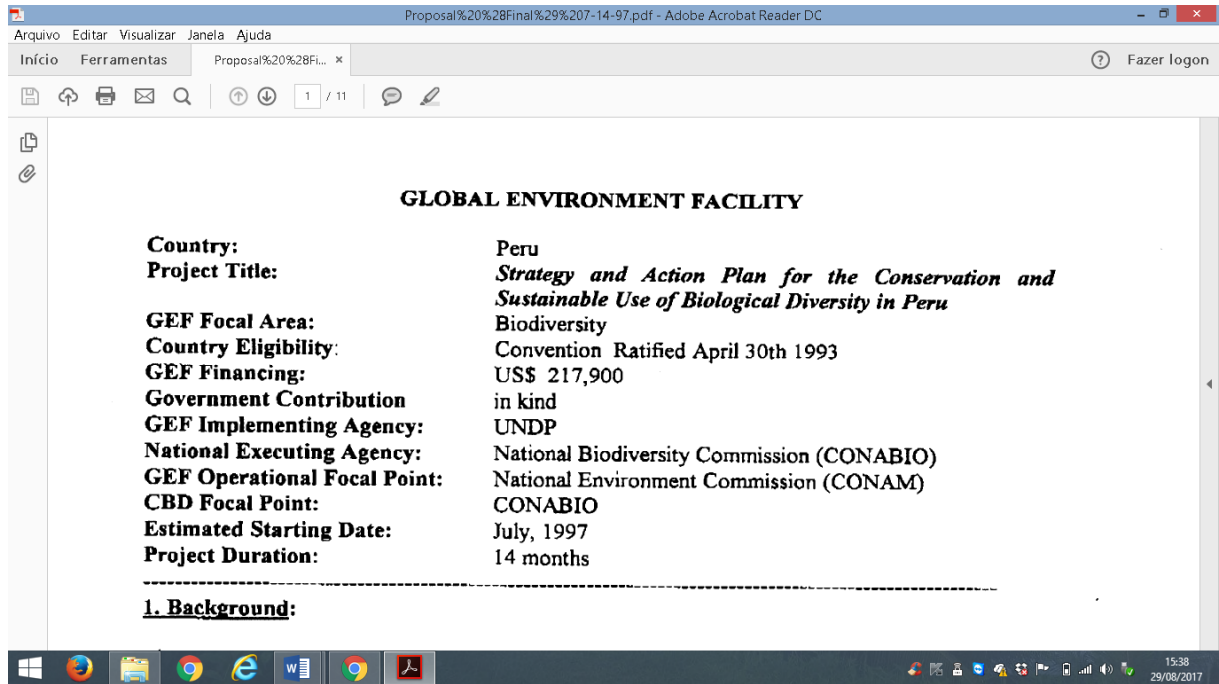 Proposal%20%28Final%29%207-14-97.pdf - Adobe Acrobat Reader DC
Arquivo Editar Visualizar Janela Ajuda
Início Ferramentas Proposal%20%28Fi... × ? Fazer logon
1 / 11
GLOBAL ENVIRONMENT FACILITY
Country: Peru
Project Title: Strategy and Action Plan for the Conservation and
Sustainable Use of Biological Diversity in Peru
GEF Focal Area: Biodiversity
Country Eligibility: Convention Ratified April 30th 1993
GEF Financing: US$ 217,900
Government Contribution in kind
GEF Implementing Agency: UNDP
National Executing Agency: National Biodiversity Commission (CONABIO)
GEF Operational Focal Point: National Environment Commission (CONAM)
CBD Focal Point: CONABIO
Estimated Starting Date: July, 1997
Project Duration: 14 months
1. Background:
15:38
29/08/2017